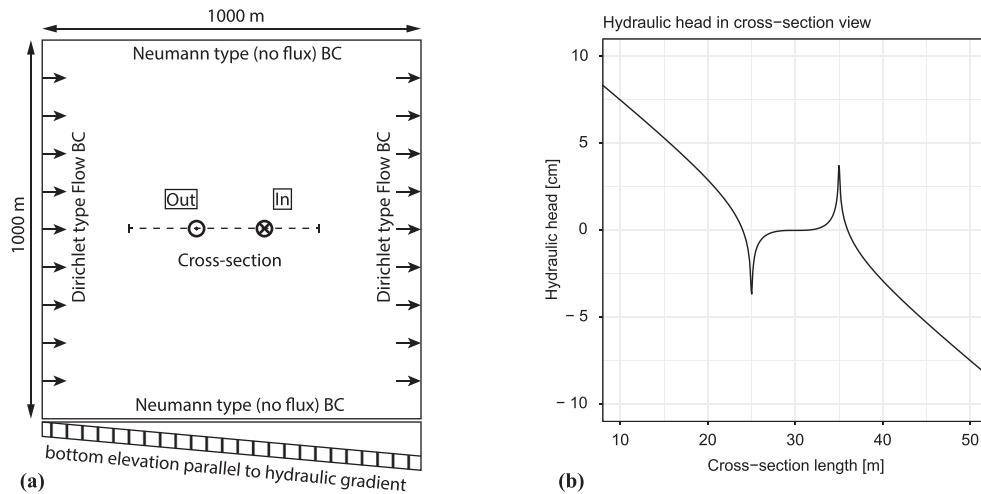 1000 m
Neumann type (no flux) BC
1000 m
Dirichlet type Flow BC
Out
In
Cross-section
Dirichlet type Flow BC
Neumann type (no flux) BC
bottom elevation parallel to hydraulic gradient
(a)
Hydraulic head in cross−section view
Hydraulic head [cm]
10
5
0
− 5
− 10
10 20 30 40 50
Cross−section length [m]
(b)